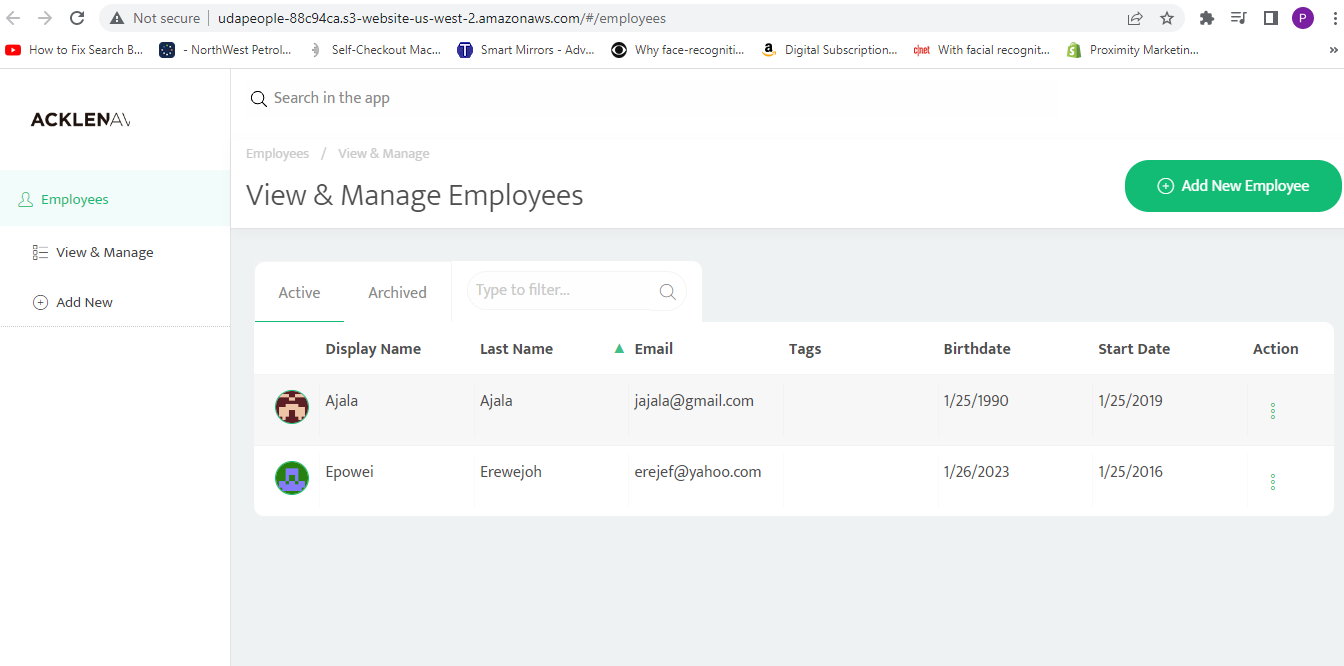 Not secure udapeople-88c94ca.s3-website-us-west-2.amazonaws.com/#/employees P
How to Fix Search B... - NorthWest Petrol... Self-Checkout Mac... T Smart Mirrors - Adv... Why face-recogniti... a Digital Subscription... c|net With facial recognit... Proximity Marketin... »
ACKLENAV
Search in the app
Employees / View & Manage
View & Manage Employees
Add New Employee
Employees
View & Manage
Add New
Active Archived Type to filter...
Display Name Last Name Email Tags Birthdate Start Date Action
Ajala Ajala jajala@gmail.com 1/25/1990 1/25/2019
Epowei Erewejoh erejef@yahoo.com 1/26/2023 1/25/2016